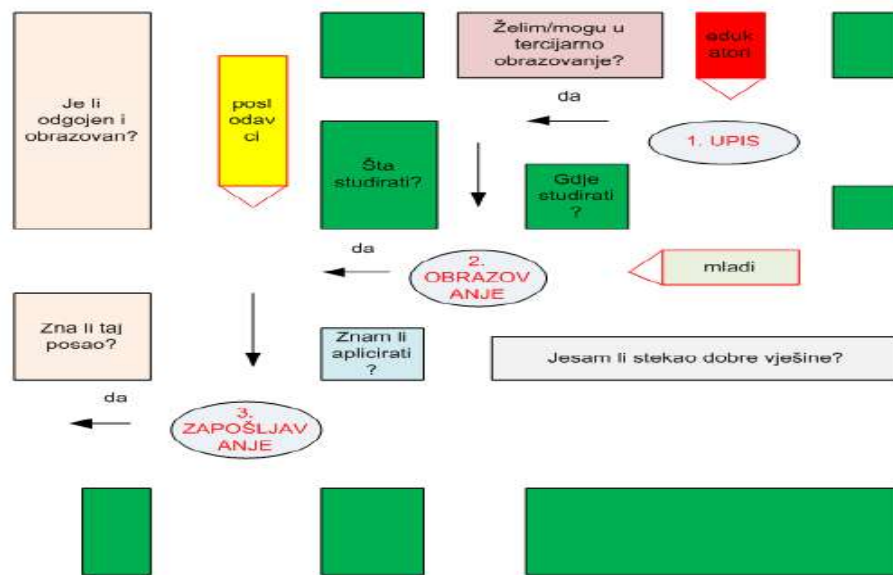 Želim/mogu u
tercijarno
obrazovanje?
eduk
atori
Je li
odgojen i
obrazovan?
posl
odav
ci
da
1. UPIS
Šta
studirati?
Gdje
studirati
?
da
2.
OBRAZOV
ANJE
mladi
Zna li taj
posao?
Znam li
aplicirati
?
Jesam li stekao dobre vješine?
da
3.
ZAPOŠLJAV
ANJE